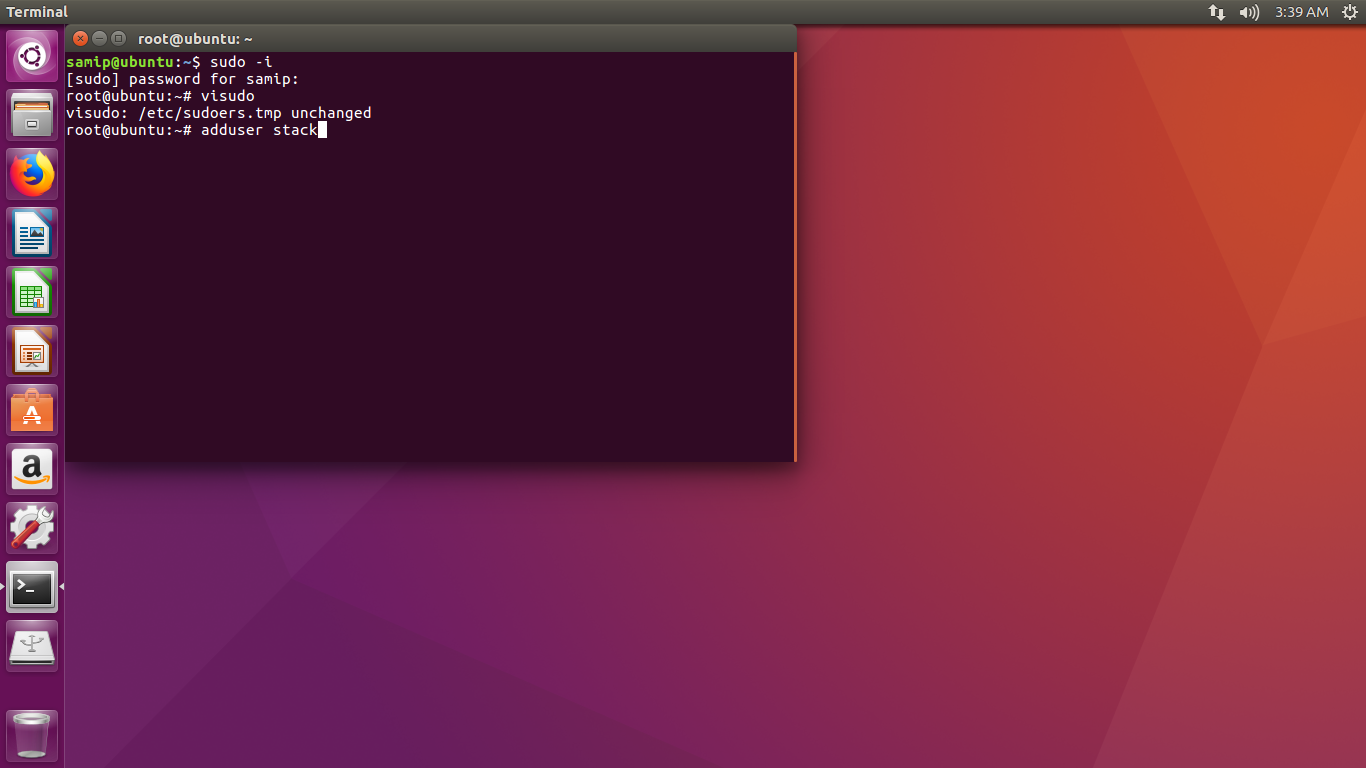 Terminal
3:39 AM
root@ubuntu: ~
samip@ubuntu:~$ sudo -i
[sudo] password for samip:
root@ubuntu:~# visudo
visudo: /etc/sudoers.tmp unchanged
root@ubuntu:~# adduser stack